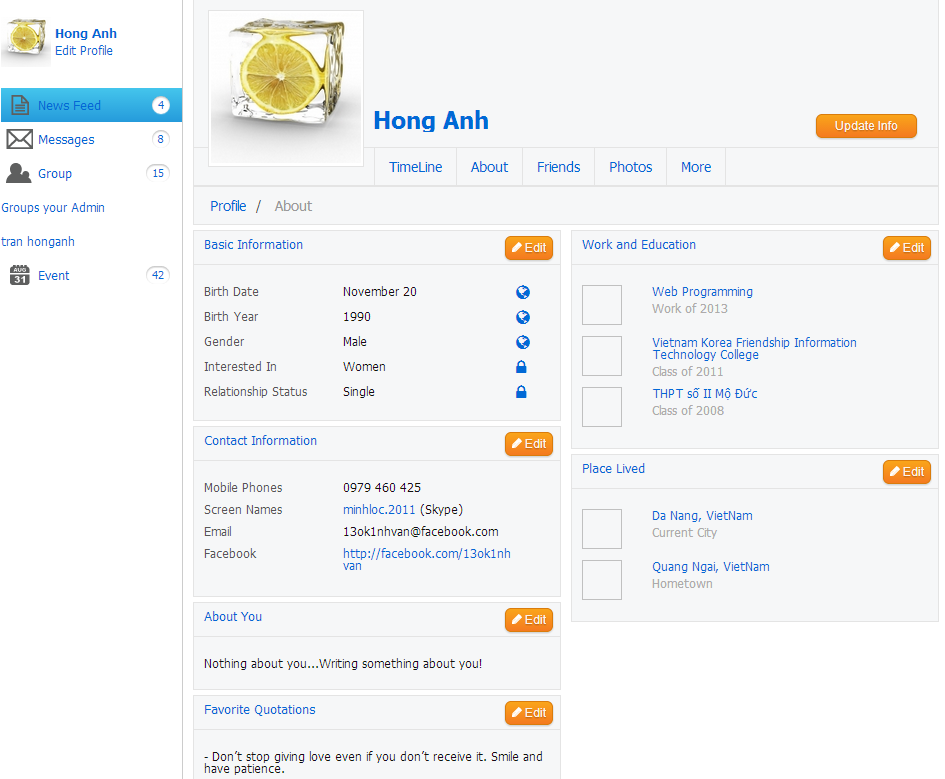 Hong Anh
Edit Profile
News Feed 4
Messages 8
Group 15
Groups your Admin
tran honganh
AUG
31
Event 42
Hong Anh
Update Info
TimeLine About Friends Photos More
Profile / About
Basic Information Edit
Birth Date November 20
Birth Year 1990
Gender Male
Interested In Women
Relationship Status Single
Contact Information Edit
Mobile Phones 0979 460 425
Screen Names minhloc.2011 (Skype)
Email 13ok1nhvan@facebook.com
Facebook http://facebook.com/13ok1nh
van
About You Edit
Nothing about you...Writing something about you!
Favorite Quotations Edit
- Don’t stop giving love even if you don’t receive it. Smile and
have patience.
Work and Education Edit
Web Programming
Work of 2013
Vietnam Korea Friendship Information
Technology College
Class of 2011
THPT số II Mộ Đức
Class of 2008
Place Lived Edit
Da Nang, VietNam
Current City
Quang Ngai, VietNam
Hometown